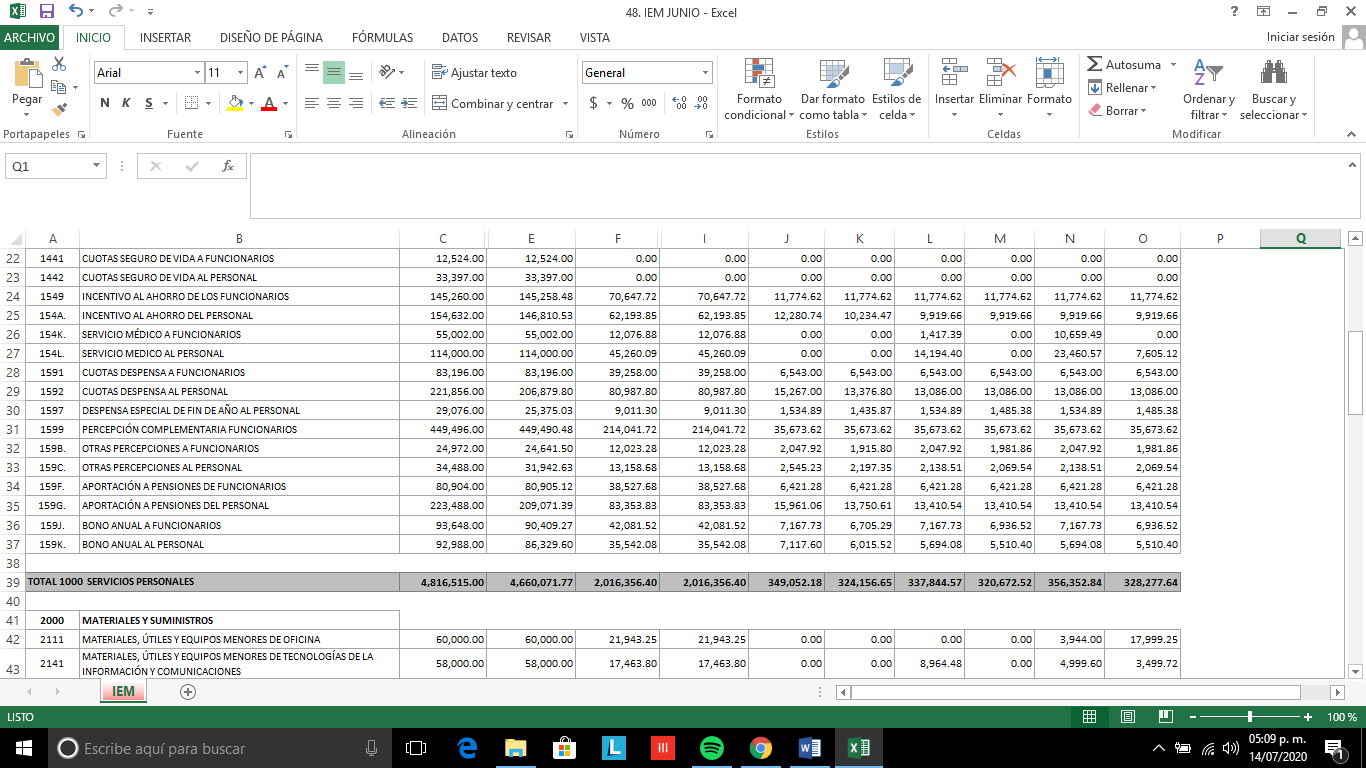 48. IEM JUNIO - Excel
?
ARCHIVO INICIO INSERTAR DISEÑO DE PÁGINA FÓRMULAS DATOS REVISAR VISTA Iniciar sesión
Pegar
Arial 11
N K S
Ajustar texto
Combinar y centrar
General
$ % 000
Formato condicional
Dar formato como tabla
Estilos de celda
Insertar Eliminar Formato
Autosuma
Rellenar
Borrar
Ordenar y filtrar
Buscar y seleccionar
Portapapeles Fuente Alineación Número Estilos Celdas Modificar
Q1 fx
A B C E F I J K L M N O P Q
22 1441 CUOTAS SEGURO DE VIDA A FUNCIONARIOS 12,524.00 12,524.00 0.00 0.00 0.00 0.00 0.00 0.00 0.00 0.00
23 1442 CUOTAS SEGURO DE VIDA AL PERSONAL 33,397.00 33,397.00 0.00 0.00 0.00 0.00 0.00 0.00 0.00 0.00
24 1549 INCENTIVO AL AHORRO DE LOS FUNCIONARIOS 145,260.00 145,258.48 70,647.72 70,647.72 11,774.62 11,774.62 11,774.62 11,774.62 11,774.62 11,774.62
25 154A. INCENTIVO AL AHORRO DEL PERSONAL 154,632.00 146,810.53 62,193.85 62,193.85 12,280.74 10,234.47 9,919.66 9,919.66 9,919.66 9,919.66
26 154K. SERVICIO MÉDICO A FUNCIONARIOS 55,002.00 55,002.00 12,076.88 12,076.88 0.00 0.00 1,417.39 0.00 10,659.49 0.00
27 154L. SERVICIO MEDICO AL PERSONAL 114,000.00 114,000.00 45,260.09 45,260.09 0.00 0.00 14,194.40 0.00 23,460.57 7,605.12
28 1591 CUOTAS DESPENSA A FUNCIONARIOS 83,196.00 83,196.00 39,258.00 39,258.00 6,543.00 6,543.00 6,543.00 6,543.00 6,543.00 6,543.00
29 1592 CUOTAS DESPENSA AL PERSONAL 221,856.00 206,879.80 80,987.80 80,987.80 15,267.00 13,376.80 13,086.00 13,086.00 13,086.00 13,086.00
30 1597 DESPENSA ESPECIAL DE FIN DE AÑO AL PERSONAL 29,076.00 25,375.03 9,011.30 9,011.30 1,534.89 1,435.87 1,534.89 1,485.38 1,534.89 1,485.38
31 1599 PERCEPCIÓN COMPLEMENTARIA FUNCIONARIOS 449,496.00 449,490.48 214,041.72 214,041.72 35,673.62 35,673.62 35,673.62 35,673.62 35,673.62 35,673.62
32 159B. OTRAS PERCEPCIONES A FUNCIONARIOS 24,972.00 24,641.50 12,023.28 12,023.28 2,047.92 1,915.80 2,047.92 1,981.86 2,047.92 1,981.86
33 159C. OTRAS PERCEPCIONES AL PERSONAL 34,488.00 31,942.63 13,158.68 13,158.68 2,545.23 2,197.35 2,138.51 2,069.54 2,138.51 2,069.54
34 159F. APORTACIÓN A PENSIONES DE FUNCIONARIOS 80,904.00 80,905.12 38,527.68 38,527.68 6,421.28 6,421.28 6,421.28 6,421.28 6,421.28 6,421.28
35 159G. APORTACIÓN A PENSIONES DEL PERSONAL 223,488.00 209,071.39 83,353.83 83,353.83 15,961.06 13,750.61 13,410.54 13,410.54 13,410.54 13,410.54
36 159J. BONO ANUAL A FUNCIONARIOS 93,648.00 90,409.27 42,081.52 42,081.52 7,167.73 6,705.29 7,167.73 6,936.52 7,167.73 6,936.52
37 159K. BONO ANUAL AL PERSONAL 92,988.00 86,329.60 35,542.08 35,542.08 7,117.60 6,015.52 5,694.08 5,510.40 5,694.08 5,510.40
38
39 TOTAL 1000 SERVICIOS PERSONALES 4,816,515.00 4,660,071.77 2,016,356.40 2,016,356.40 349,052.18 324,156.65 337,844.57 320,672.52 356,352.84 328,277.64
40
41 2000 MATERIALES Y SUMINISTROS
42 2111 MATERIALES, ÚTILES Y EQUIPOS MENORES DE OFICINA 60,000.00 60,000.00 21,943.25 21,943.25 0.00 0.00 0.00 0.00 3,944.00 17,999.25
43 2141 MATERIALES, ÚTILES Y EQUIPOS MENORES DE TECNOLOGÍAS DE LA INFORMACIÓN Y COMUNICACIONES 58,000.00 58,000.00 17,463.80 17,463.80 0.00 0.00 8,964.48 0.00 4,999.60 3,499.72
IEM
LISTO 100 %
Escribe aquí para buscar
05:09 p. m.
14/07/2020
1